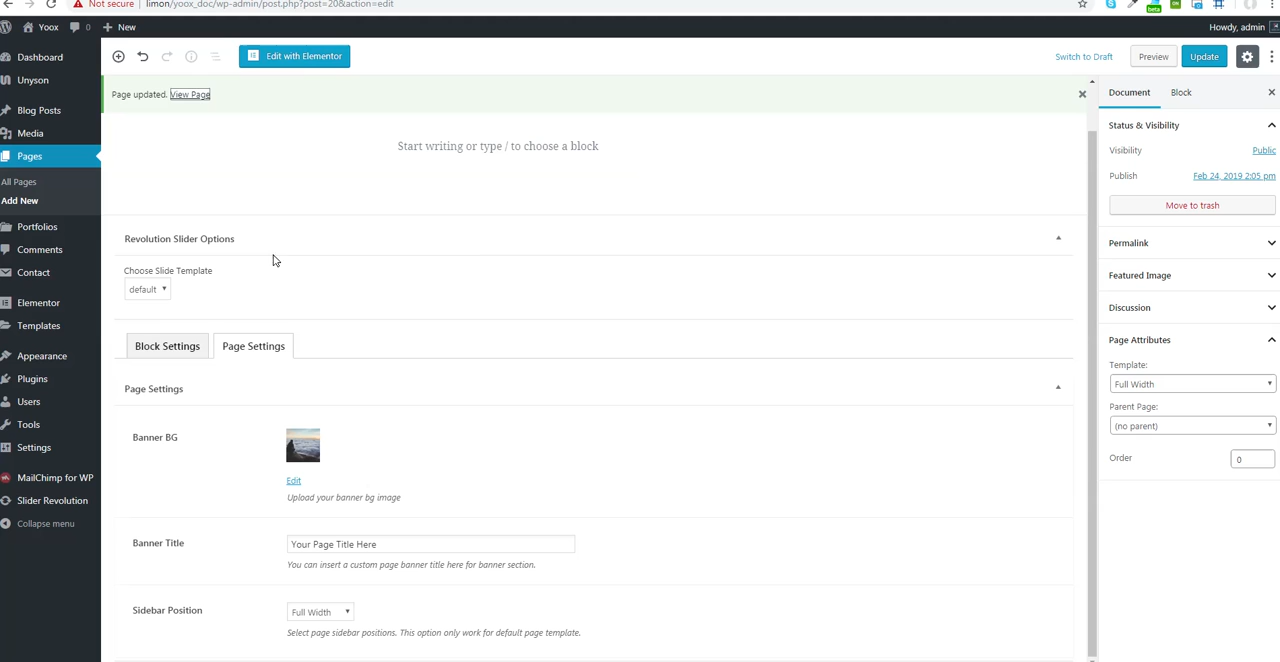 Not secure limon/yoox_doc/wp-admin/post.php?post=20&action=edit
beta
Yoox 0 New
Howdy, admin
Dashboard
Unyson
Blog Posts
Media
Pages
All Pages
Add New
Portfolios
Comments
Contact
Elementor
Templates
Appearance
Plugins
Users
Tools
Settings
MailChimp for WP
Slider Revolution
Collapse menu
Edit with Elementor
Switch to Draft
Preview
Update
Page updated. View Page
Start writing or type / to choose a block
Revolution Slider Options
Choose Slide Template
default
Block Settings
Page Settings
Page Settings
Banner BG
Edit
Upload your banner bg image
Banner Title
Your Page Title Here
You can insert a custom page banner title here for banner section.
Sidebar Position
Full Width
Select page sidebar positions. This option only work for default page template.
Document Block
Status & Visibility
Visibility Public
Publish Feb 24, 2019 2:05 pm
Move to trash
Permalink
Featured Image
Discussion
Page Attributes
Template:
Full Width
Parent Page:
(no parent)
Order 0